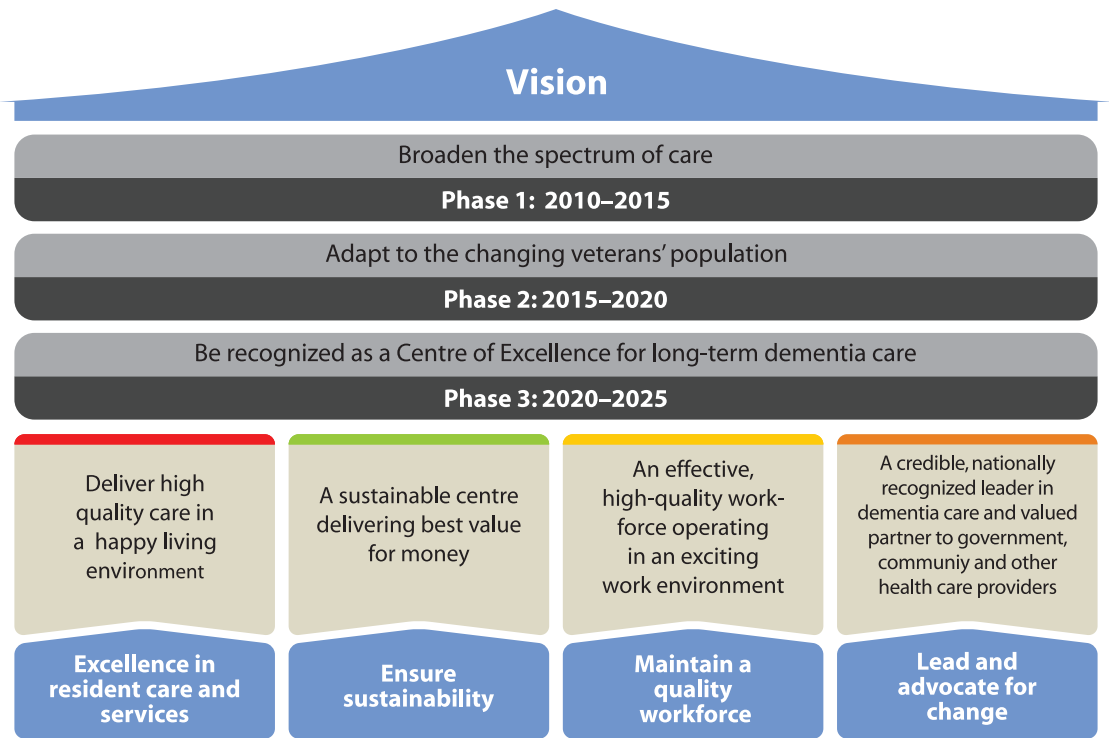 Vision
Broaden the spectrum of care
Phase 1: 2010–2015
Adapt to the changing veterans’ population
Phase 2: 2015–2020
Be recognized as a Centre of Excellence for long-term dementia care
Phase 3: 2020–2025
Deliver high
quality care in
a happy living
environment
A sustainable centre
delivering best value
for money
An effective,
high-quality work-
force operating
in an exciting
work environment
A credible, nationally
recognized leader in
dementia care and valued
partner to government,
communiy and other
health care providers
Excellence in
resident care and
services
Ensure
sustainability
Maintain a
quality
workforce
Lead and
advocate for
change